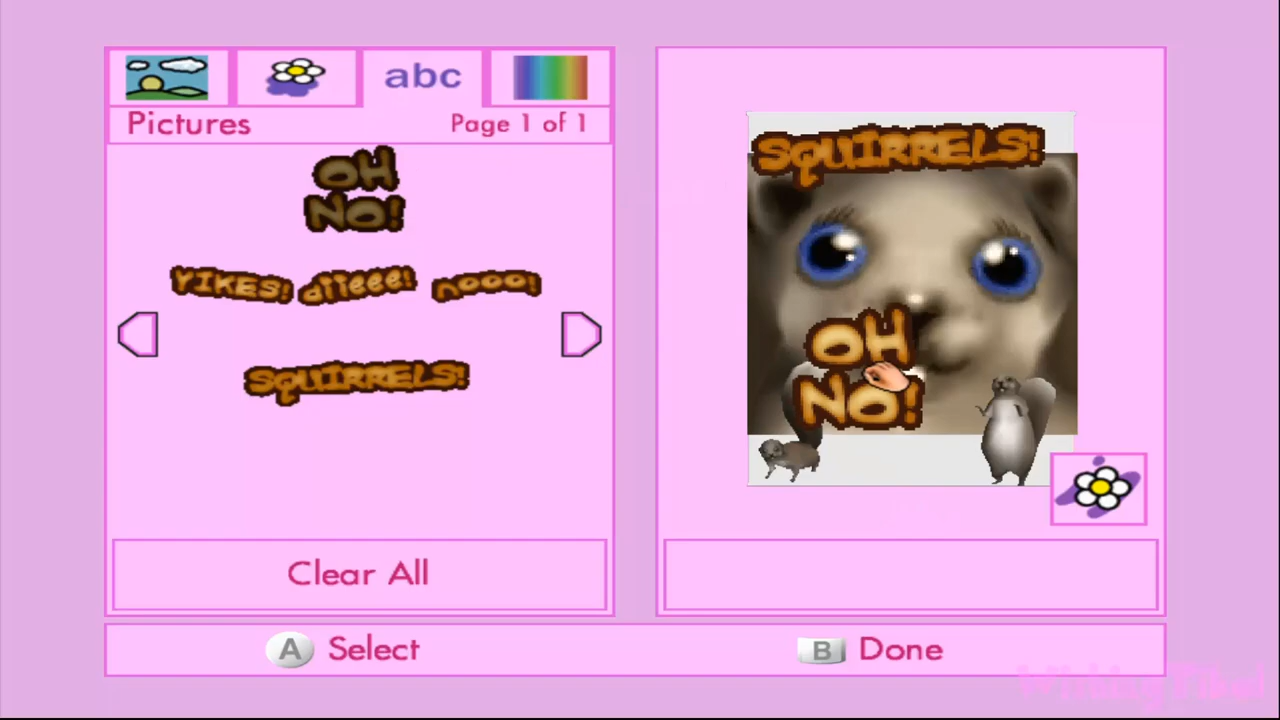 abc
Pictures
Page 1 of 1
OH
NO!
YIKES! aiieee! nooo!
SQUIRRELS!
Clear All
SQUIRRELS!
OH
NO!
A Select
B Done